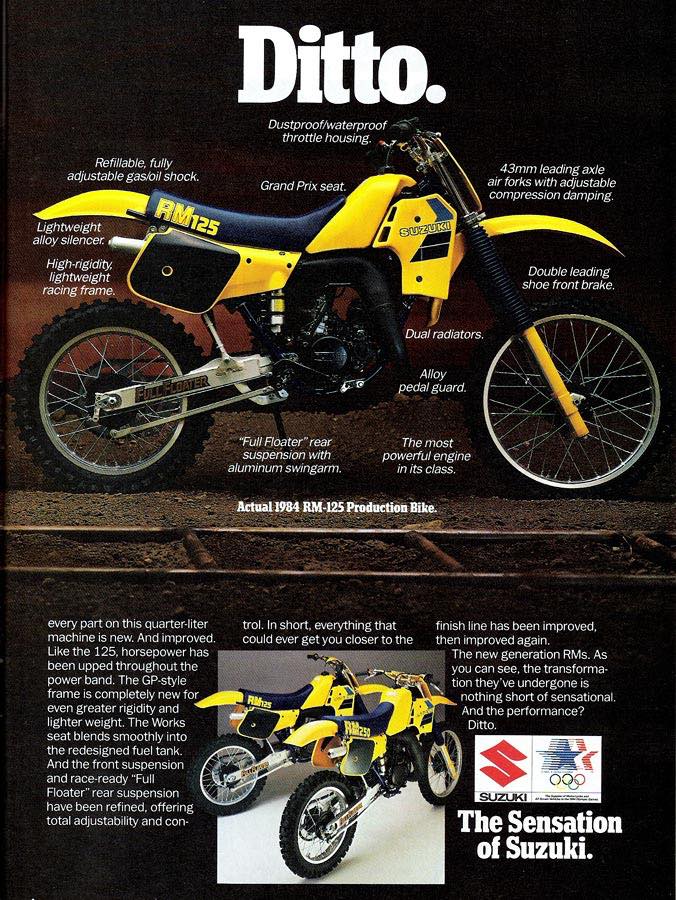 Ditto.
Dustproof/waterproof
throttle housing.
Refillable, fully
adjustable gas/oil shock.
Grand Prix seat.
43mm leading axle
air forks with adjustable
compression damping.
Lightweight
alloy silencer.
High-rigidity,
lightweight
racing frame.
RM125
SUZUKI
Double leading
shoe front brake.
Dual radiators.
Alloy
pedal guard.
FULL FLOATER
"Full Floater" rear
suspension with
aluminum swingarm.
The most
powerful engine
in its class.
Actual 1984 RM-125 Production Bike.
every part on this quarter-liter
machine is new. And improved.
Like the 125, horsepower has
been upped throughout the
power band. The GP-style
frame is completely new for
even greater rigidity and
lighter weight. The Works
seat blends smoothly into
the redesigned fuel tank.
And the front suspension
and race-ready "Full
Floater" rear suspension
have been refined, offering
total adjustability and con-
trol. In short, everything that
could ever get you closer to the
finish line has been improved,
then improved again.
The new generation RMs. As
you can see, the transforma-
tion they've undergone is
nothing short of sensational.
And the performance?
Ditto.
RM125
RM250
FULL FLOATER
SUZUKI
The Sensation
of Suzuki.